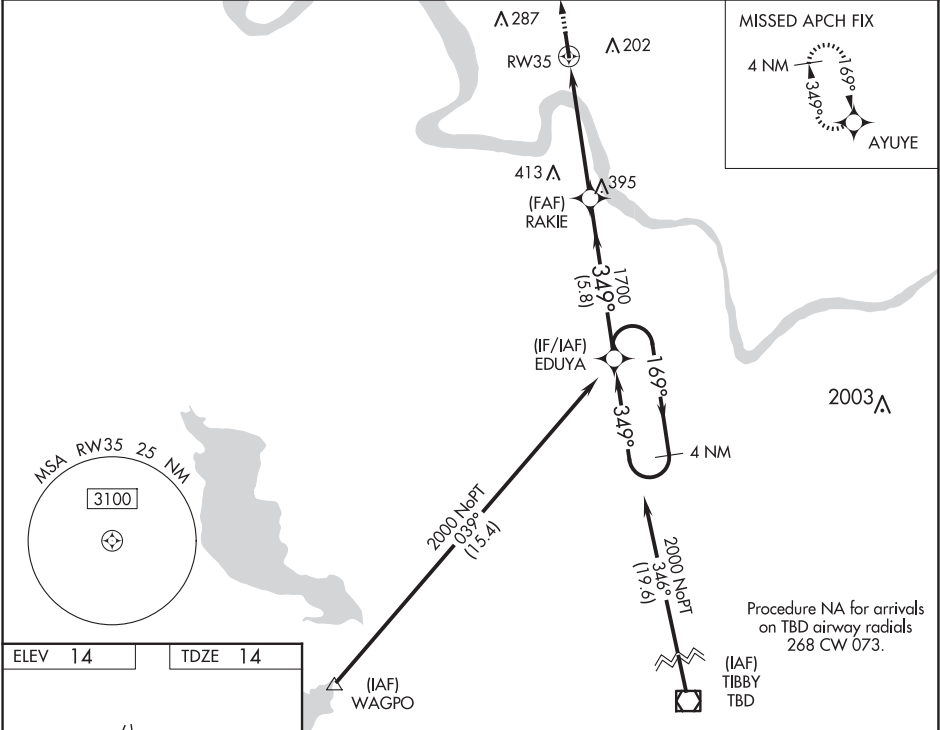 287
202
RW35
MISSED APCH FIX
4 NM
169°
349°
AYUYE
413
395
(FAF)
RAKIE
1700
349°
(5.8)
(IF/IAF)
EDUYA
169°
349°
4 NM
2003
MSA RW35 25 NM
3100
2000 NoPT
039°
(15.4)
2000 NoPT
346°
(19.6)
Procedure NA for arrivals
on TBD airway radials
268 CW 073.
ELEV 14
TDZE 14
(IAF)
WAGPO
(IAF)
TIBBY
TBD